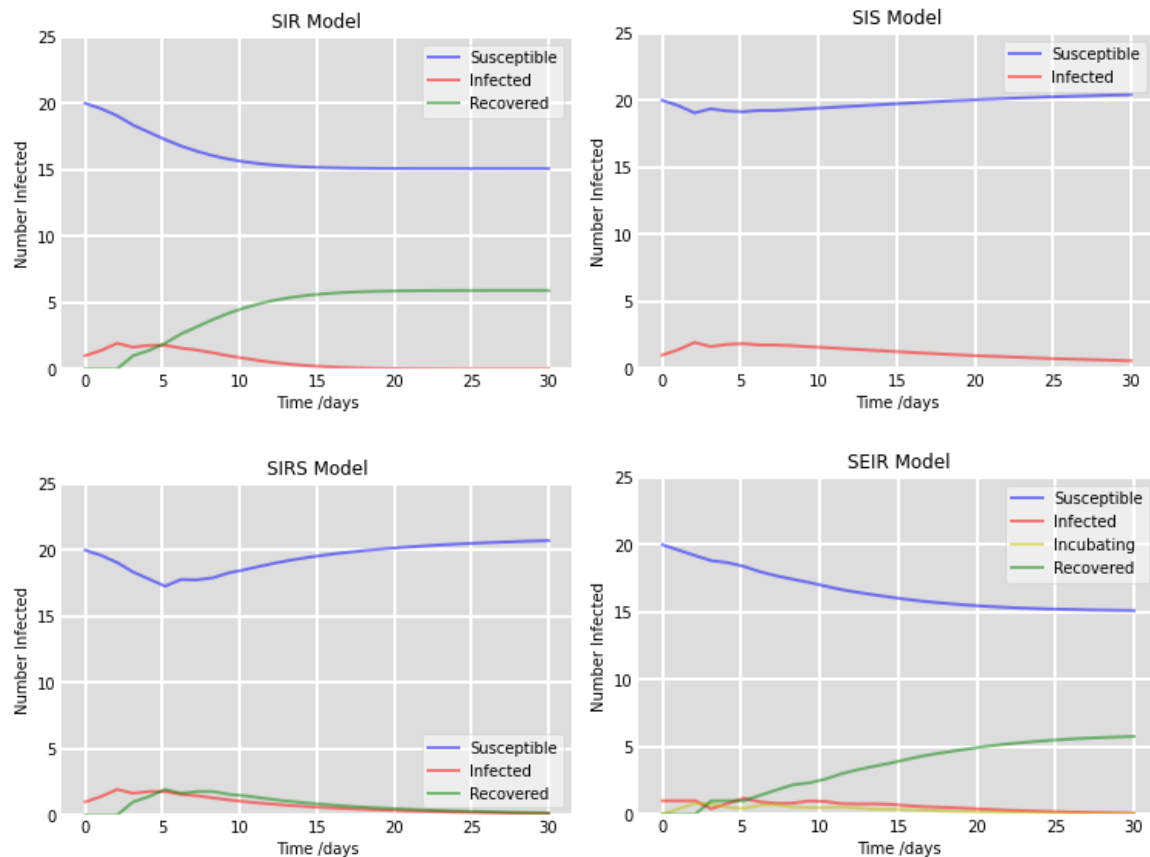 SIR Model
25
20
15
10
5
0
Number Infected
Susceptible
Infected
Recovered
0 5 10 15 20 25 30
Time /days
SIS Model
25
20
15
10
5
0
Number Infected
Susceptible
Infected
0 5 10 15 20 25 30
Time /days
SIRS Model
25
20
15
10
5
0
Number Infected
Susceptible
Infected
Recovered
0 5 10 15 20 25 30
Time /days
SEIR Model
25
20
15
10
5
0
Number Infected
Susceptible
Infected
Incubating
Recovered
0 5 10 15 20 25 30
Time /days